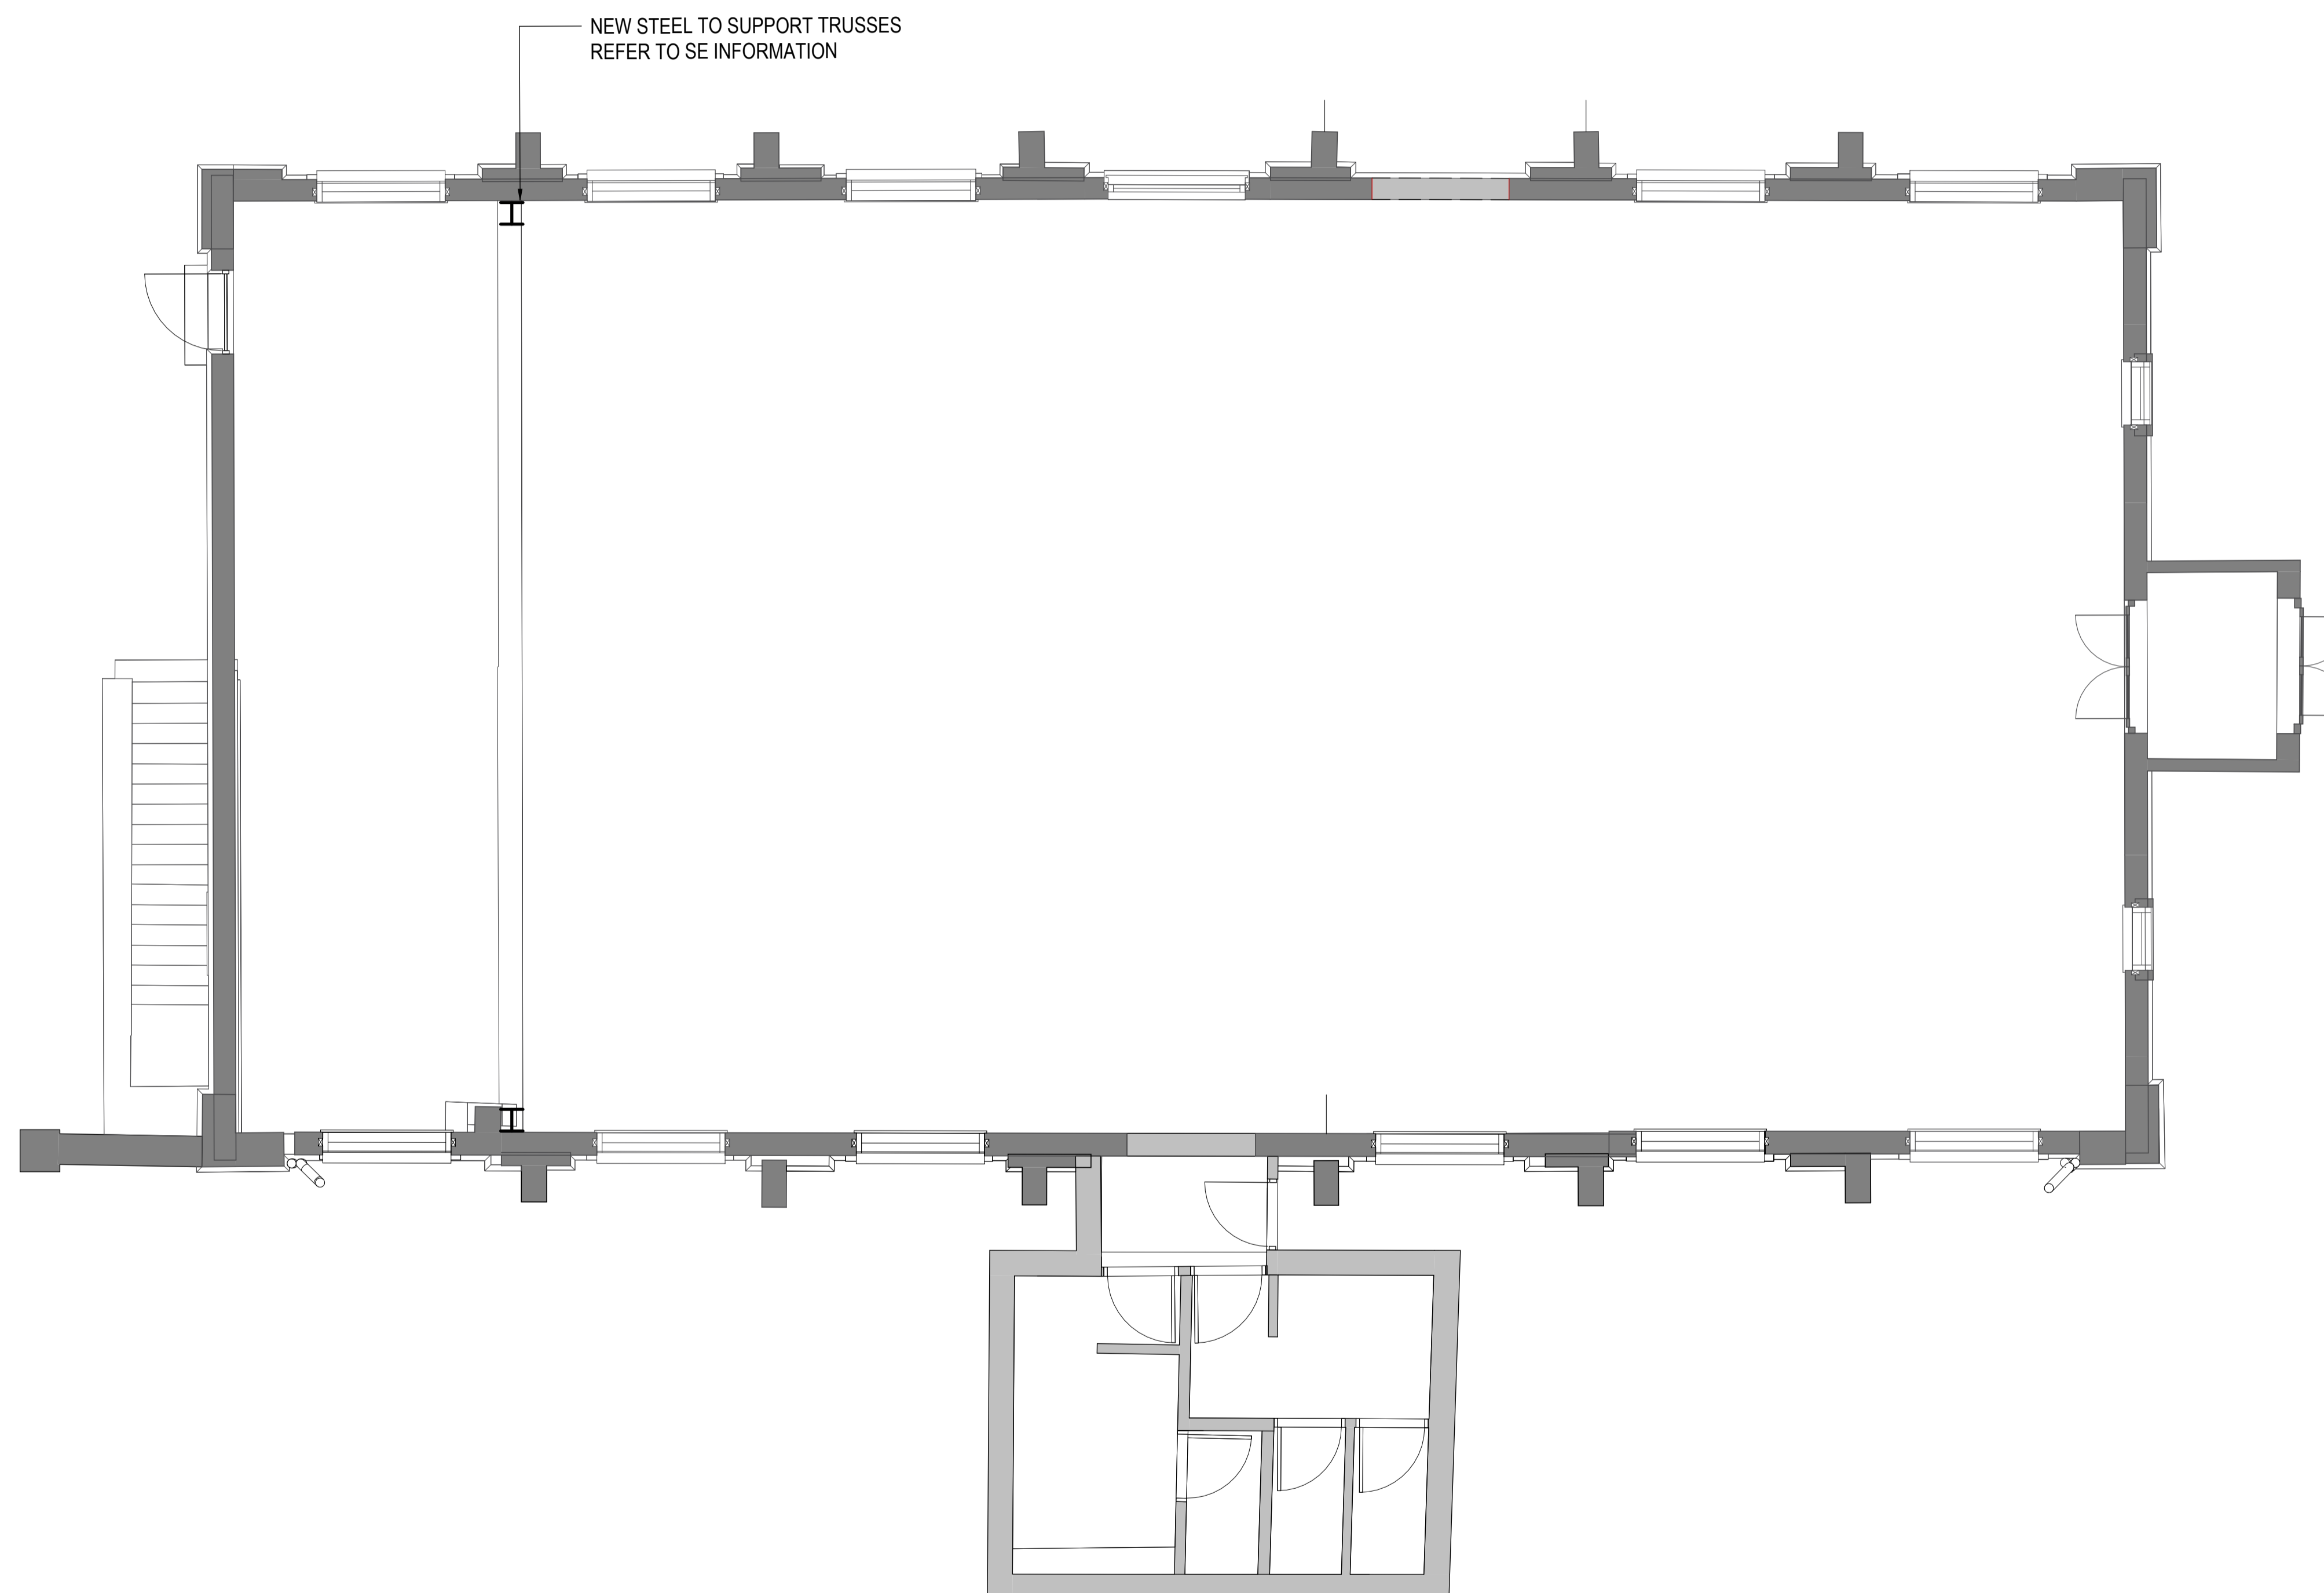 NEW STEEL TO SUPPORT TRUSSES
REFER TO SE INFORMATION